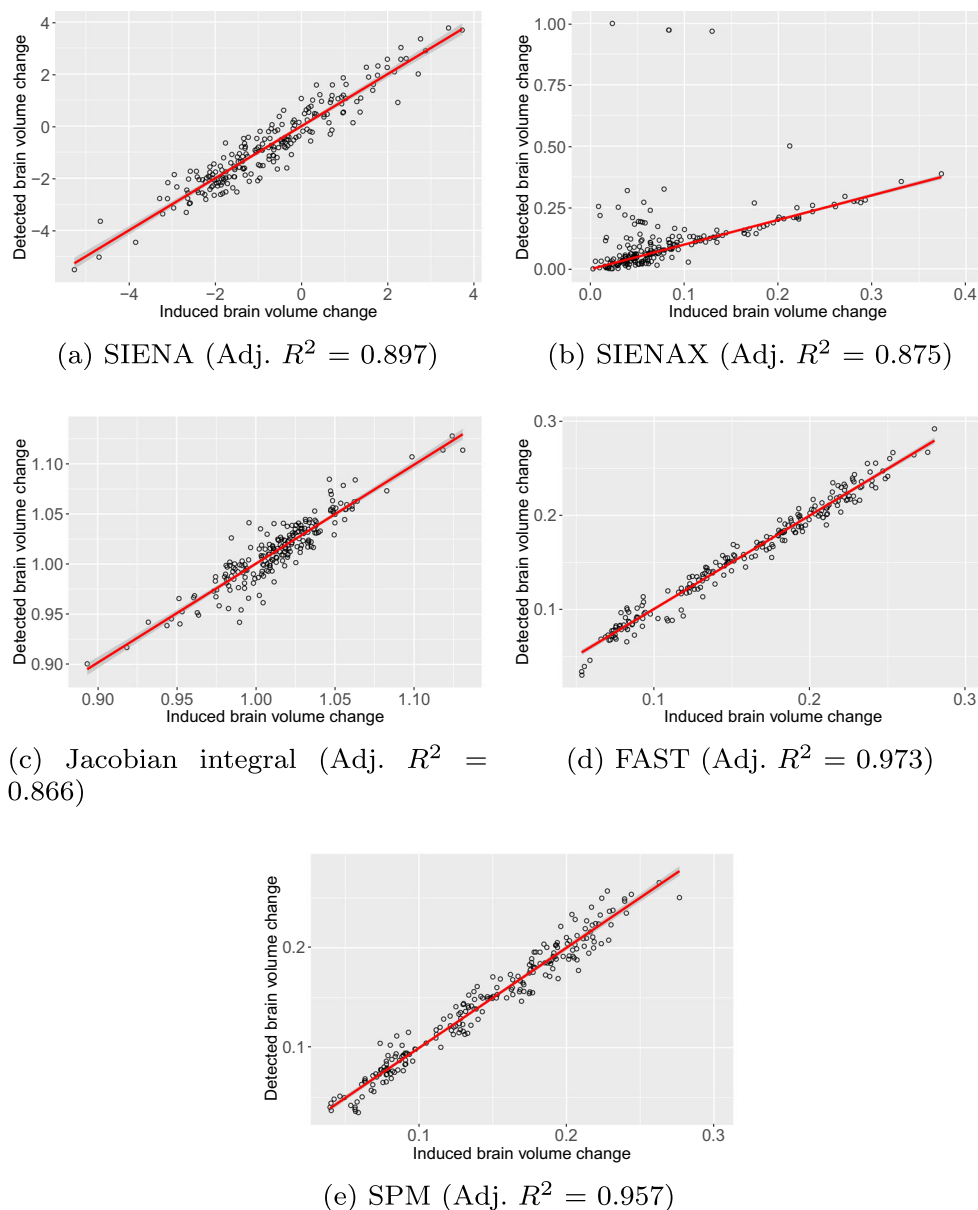 4
2
0
−2
−4
Detected brain volume change
−4 −2 0 2 4
Induced brain volume change
(a) SIENA (Adj. R² = 0.897)
1.00
0.75
0.50
0.25
0.00
Detected brain volume change
0.0 0.1 0.2 0.3 0.4
Induced brain volume change
(b) SIENAX (Adj. R² = 0.875)
1.10
1.05
1.00
0.95
0.90
Detected brain volume change
0.90 0.95 1.00 1.05 1.10
Induced brain volume change
(c) Jacobian integral (Adj. R² =
0.866)
0.3
0.2
0.1
Detected brain volume change
0.1 0.2 0.3
Induced brain volume change
(d) FAST (Adj. R² = 0.973)
0.2
0.1
Detected brain volume change
0.1 0.2 0.3
Induced brain volume change
(e) SPM (Adj. R² = 0.957)